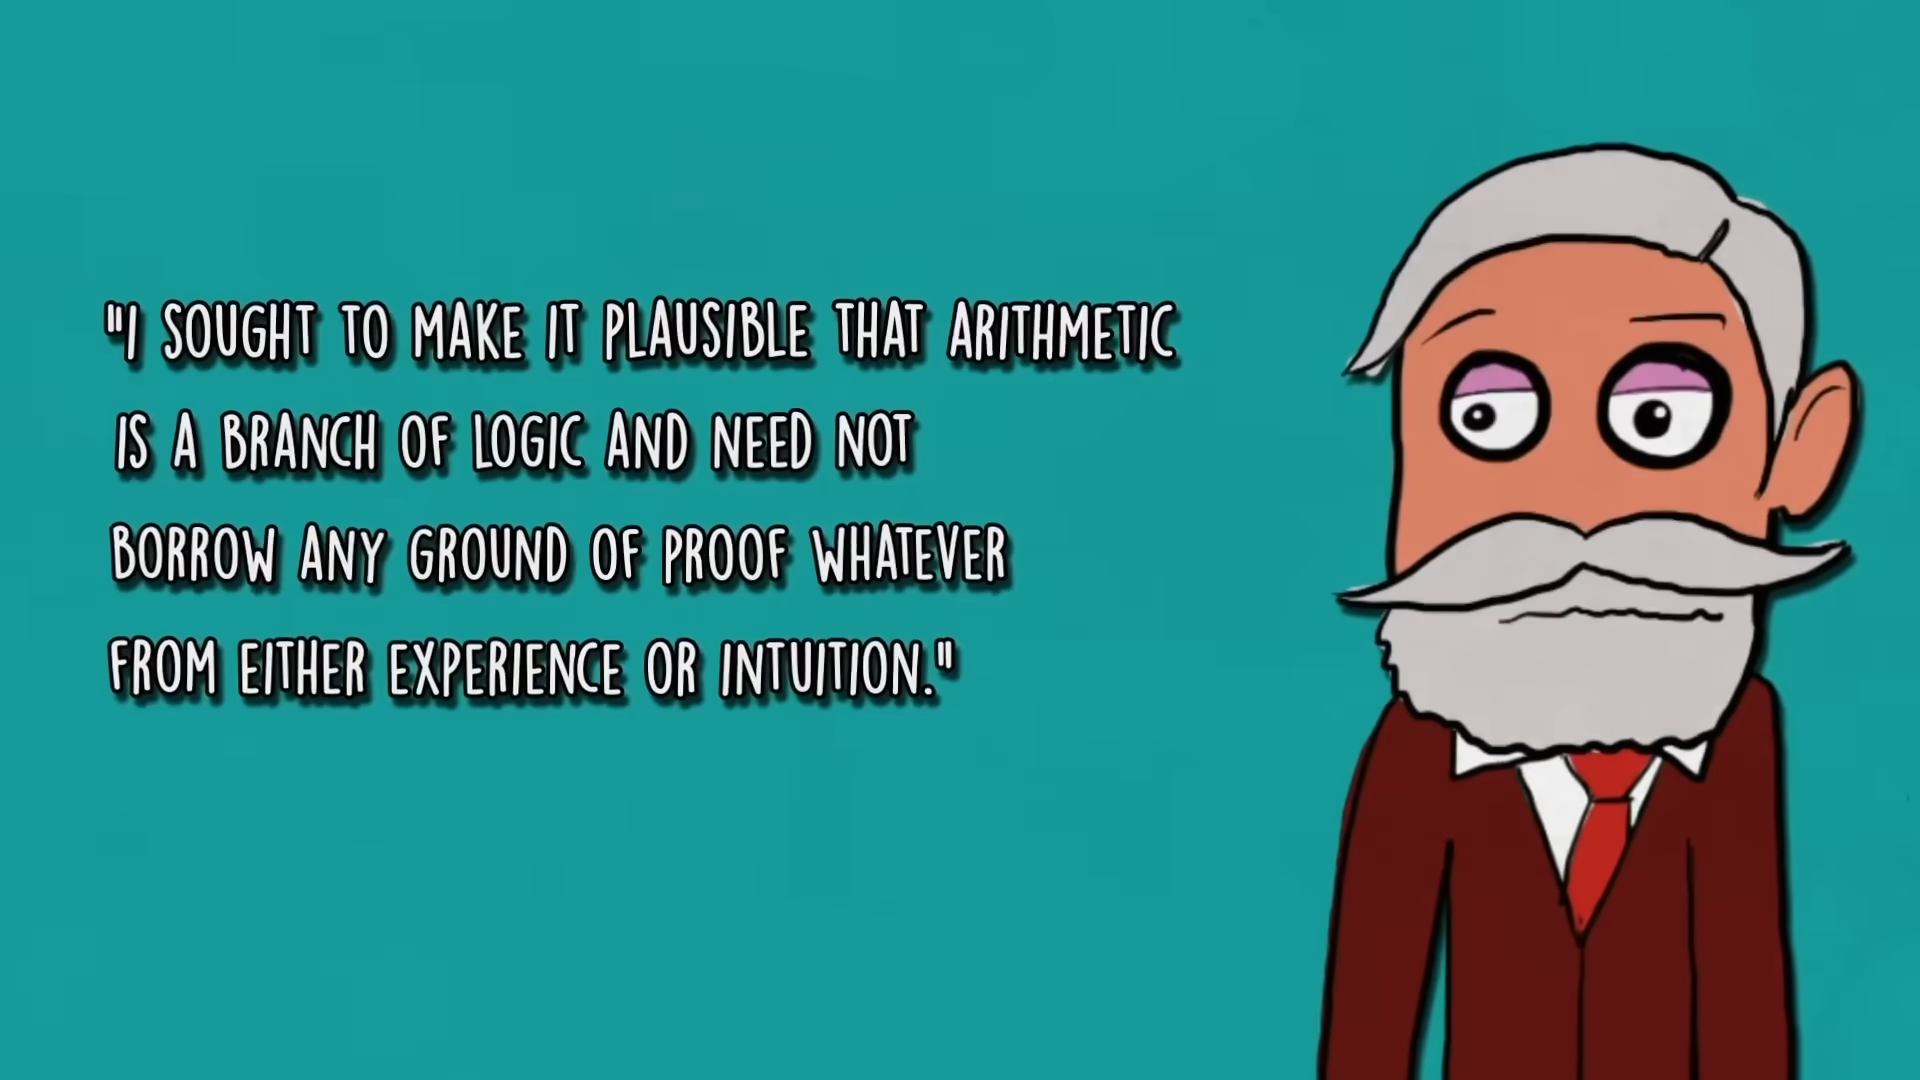 "I SOUGHT TO MAKE IT PLAUSIBLE THAT ARITHMETIC
IS A BRANCH OF LOGIC AND NEED NOT
BORROW ANY GROUND OF PROOF WHATEVER
FROM EITHER EXPERIENCE OR INTUITION."